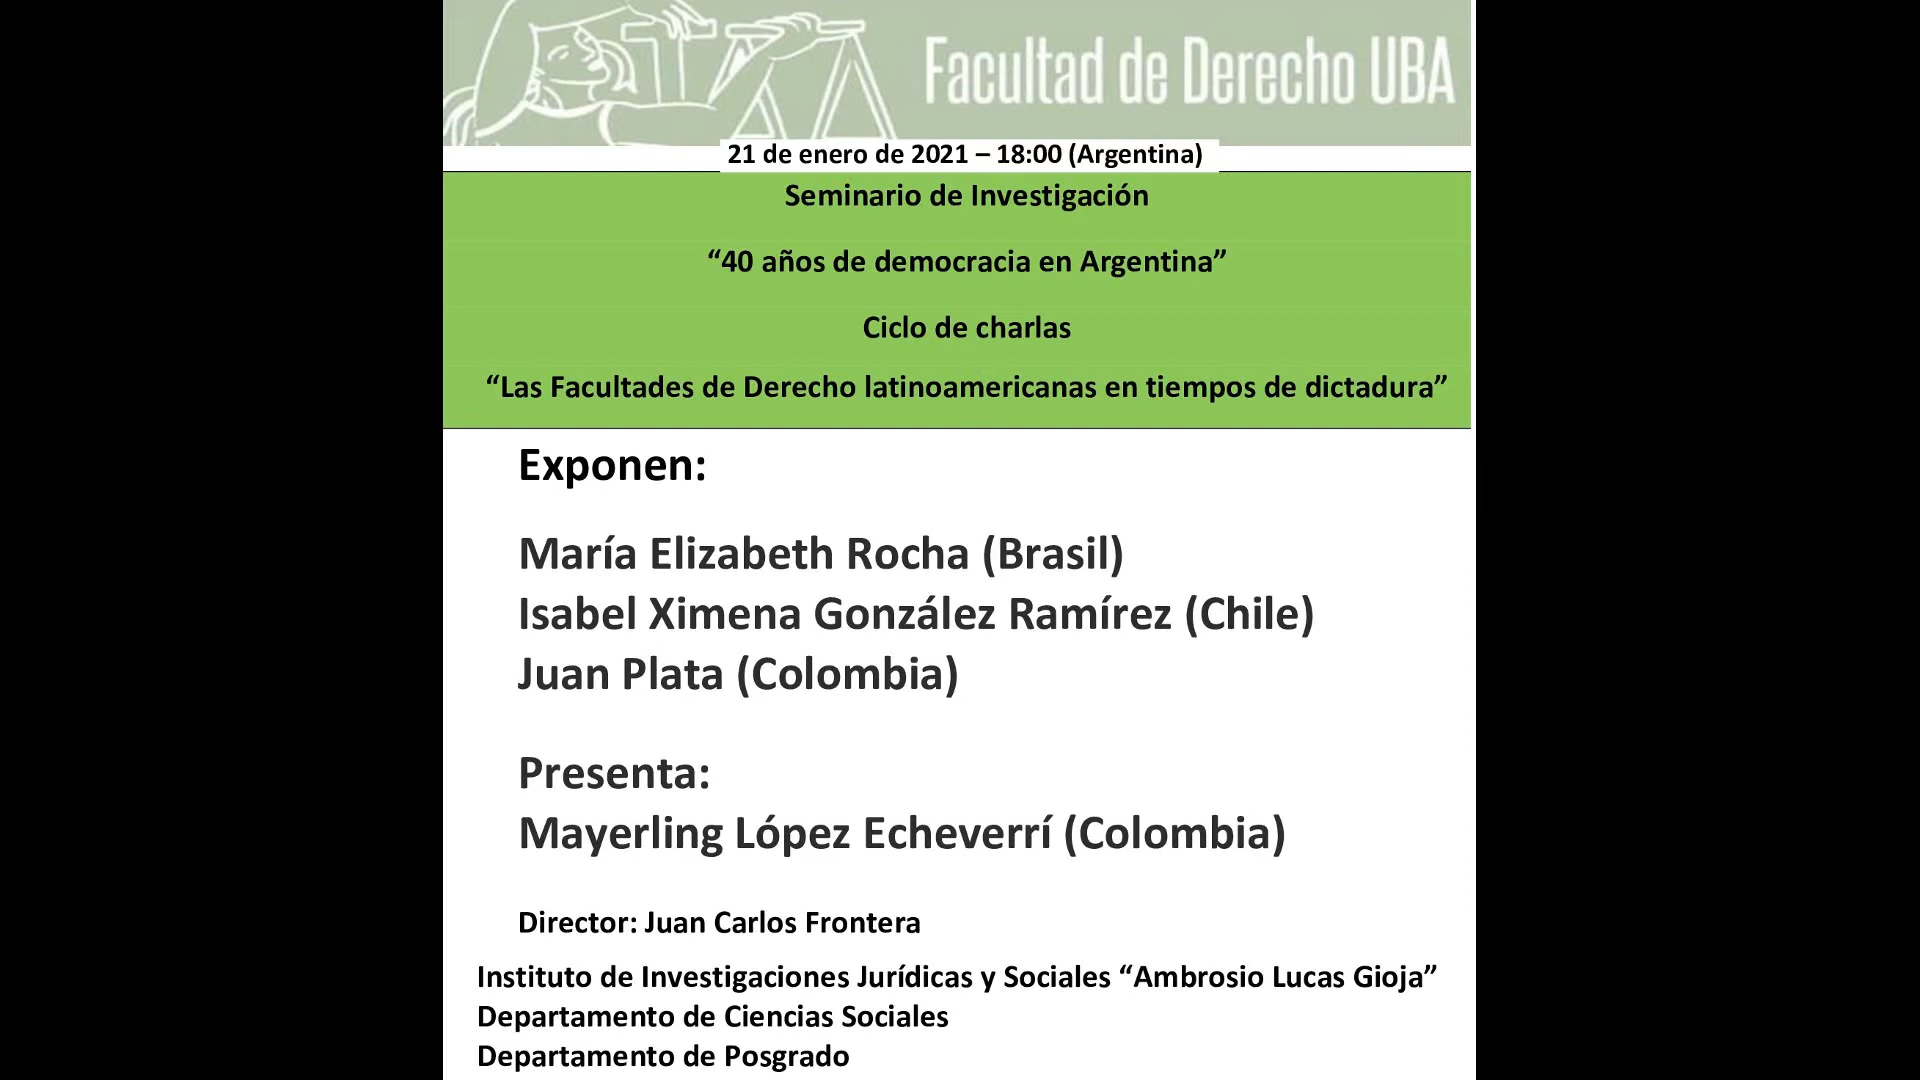 Facultad de Derecho UBA
21 de enero de 2021 – 18:00 (Argentina)
Seminario de Investigación
“40 años de democracia en Argentina”
Ciclo de charlas
“Las Facultades de Derecho latinoamericanas en tiempos de dictadura”
Exponen:
María Elizabeth Rocha (Brasil)
Isabel Ximena González Ramírez (Chile)
Juan Plata (Colombia)
Presenta:
Mayerling López Echeverrí (Colombia)
Director: Juan Carlos Frontera
Instituto de Investigaciones Jurídicas y Sociales “Ambrosio Lucas Gioja”
Departamento de Ciencias Sociales
Departamento de Posgrado